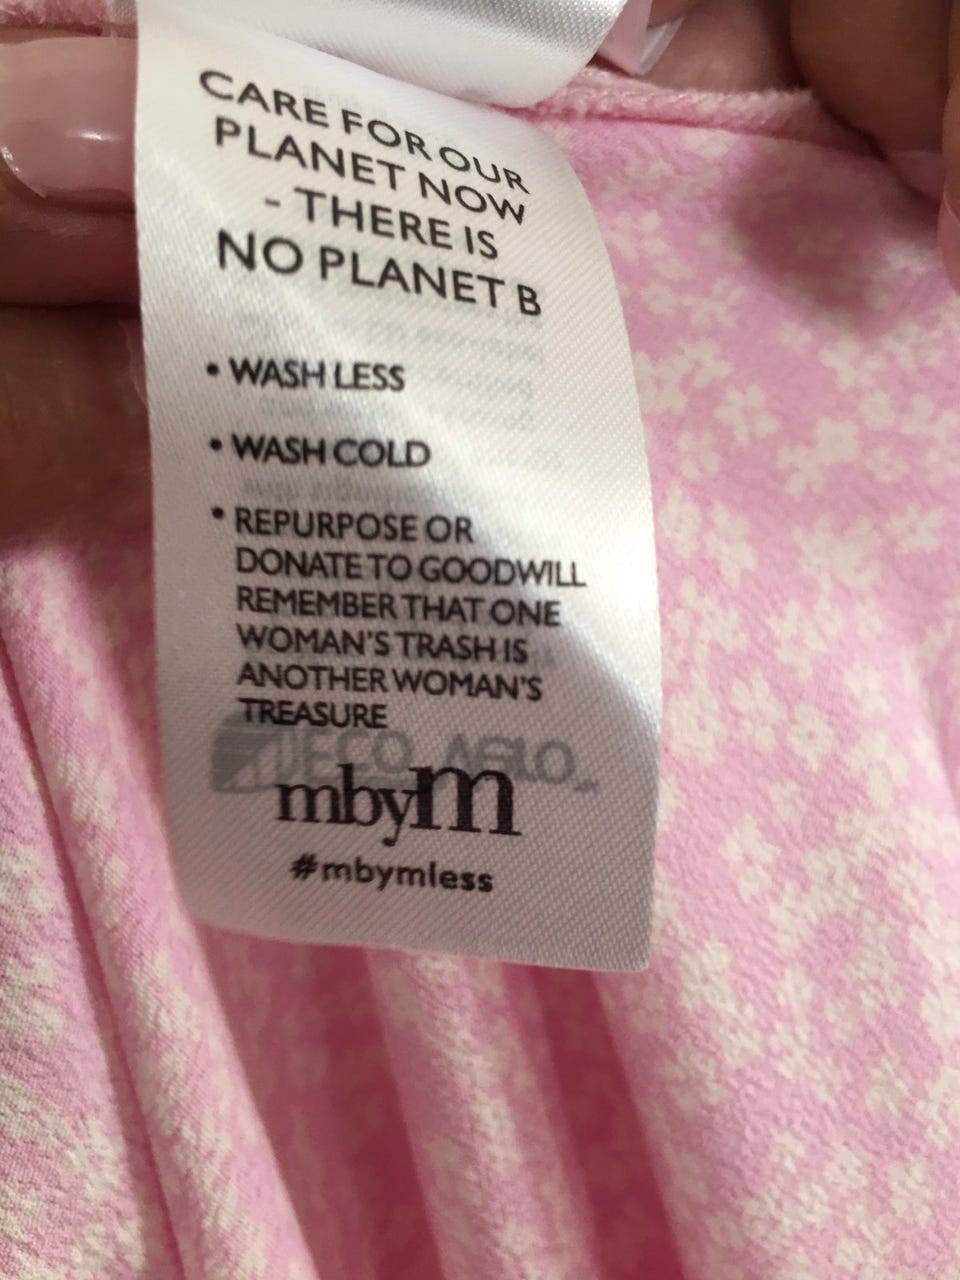 CARE FOR OUR
PLANET NOW
- THERE IS
NO PLANET B
• WASH LESS
• WASH COLD
• REPURPOSE OR
DONATE TO GOODWILL
REMEMBER THAT ONE
WOMAN'S TRASH IS
ANOTHER WOMAN'S
TREASURE
mbyM
#mbymless